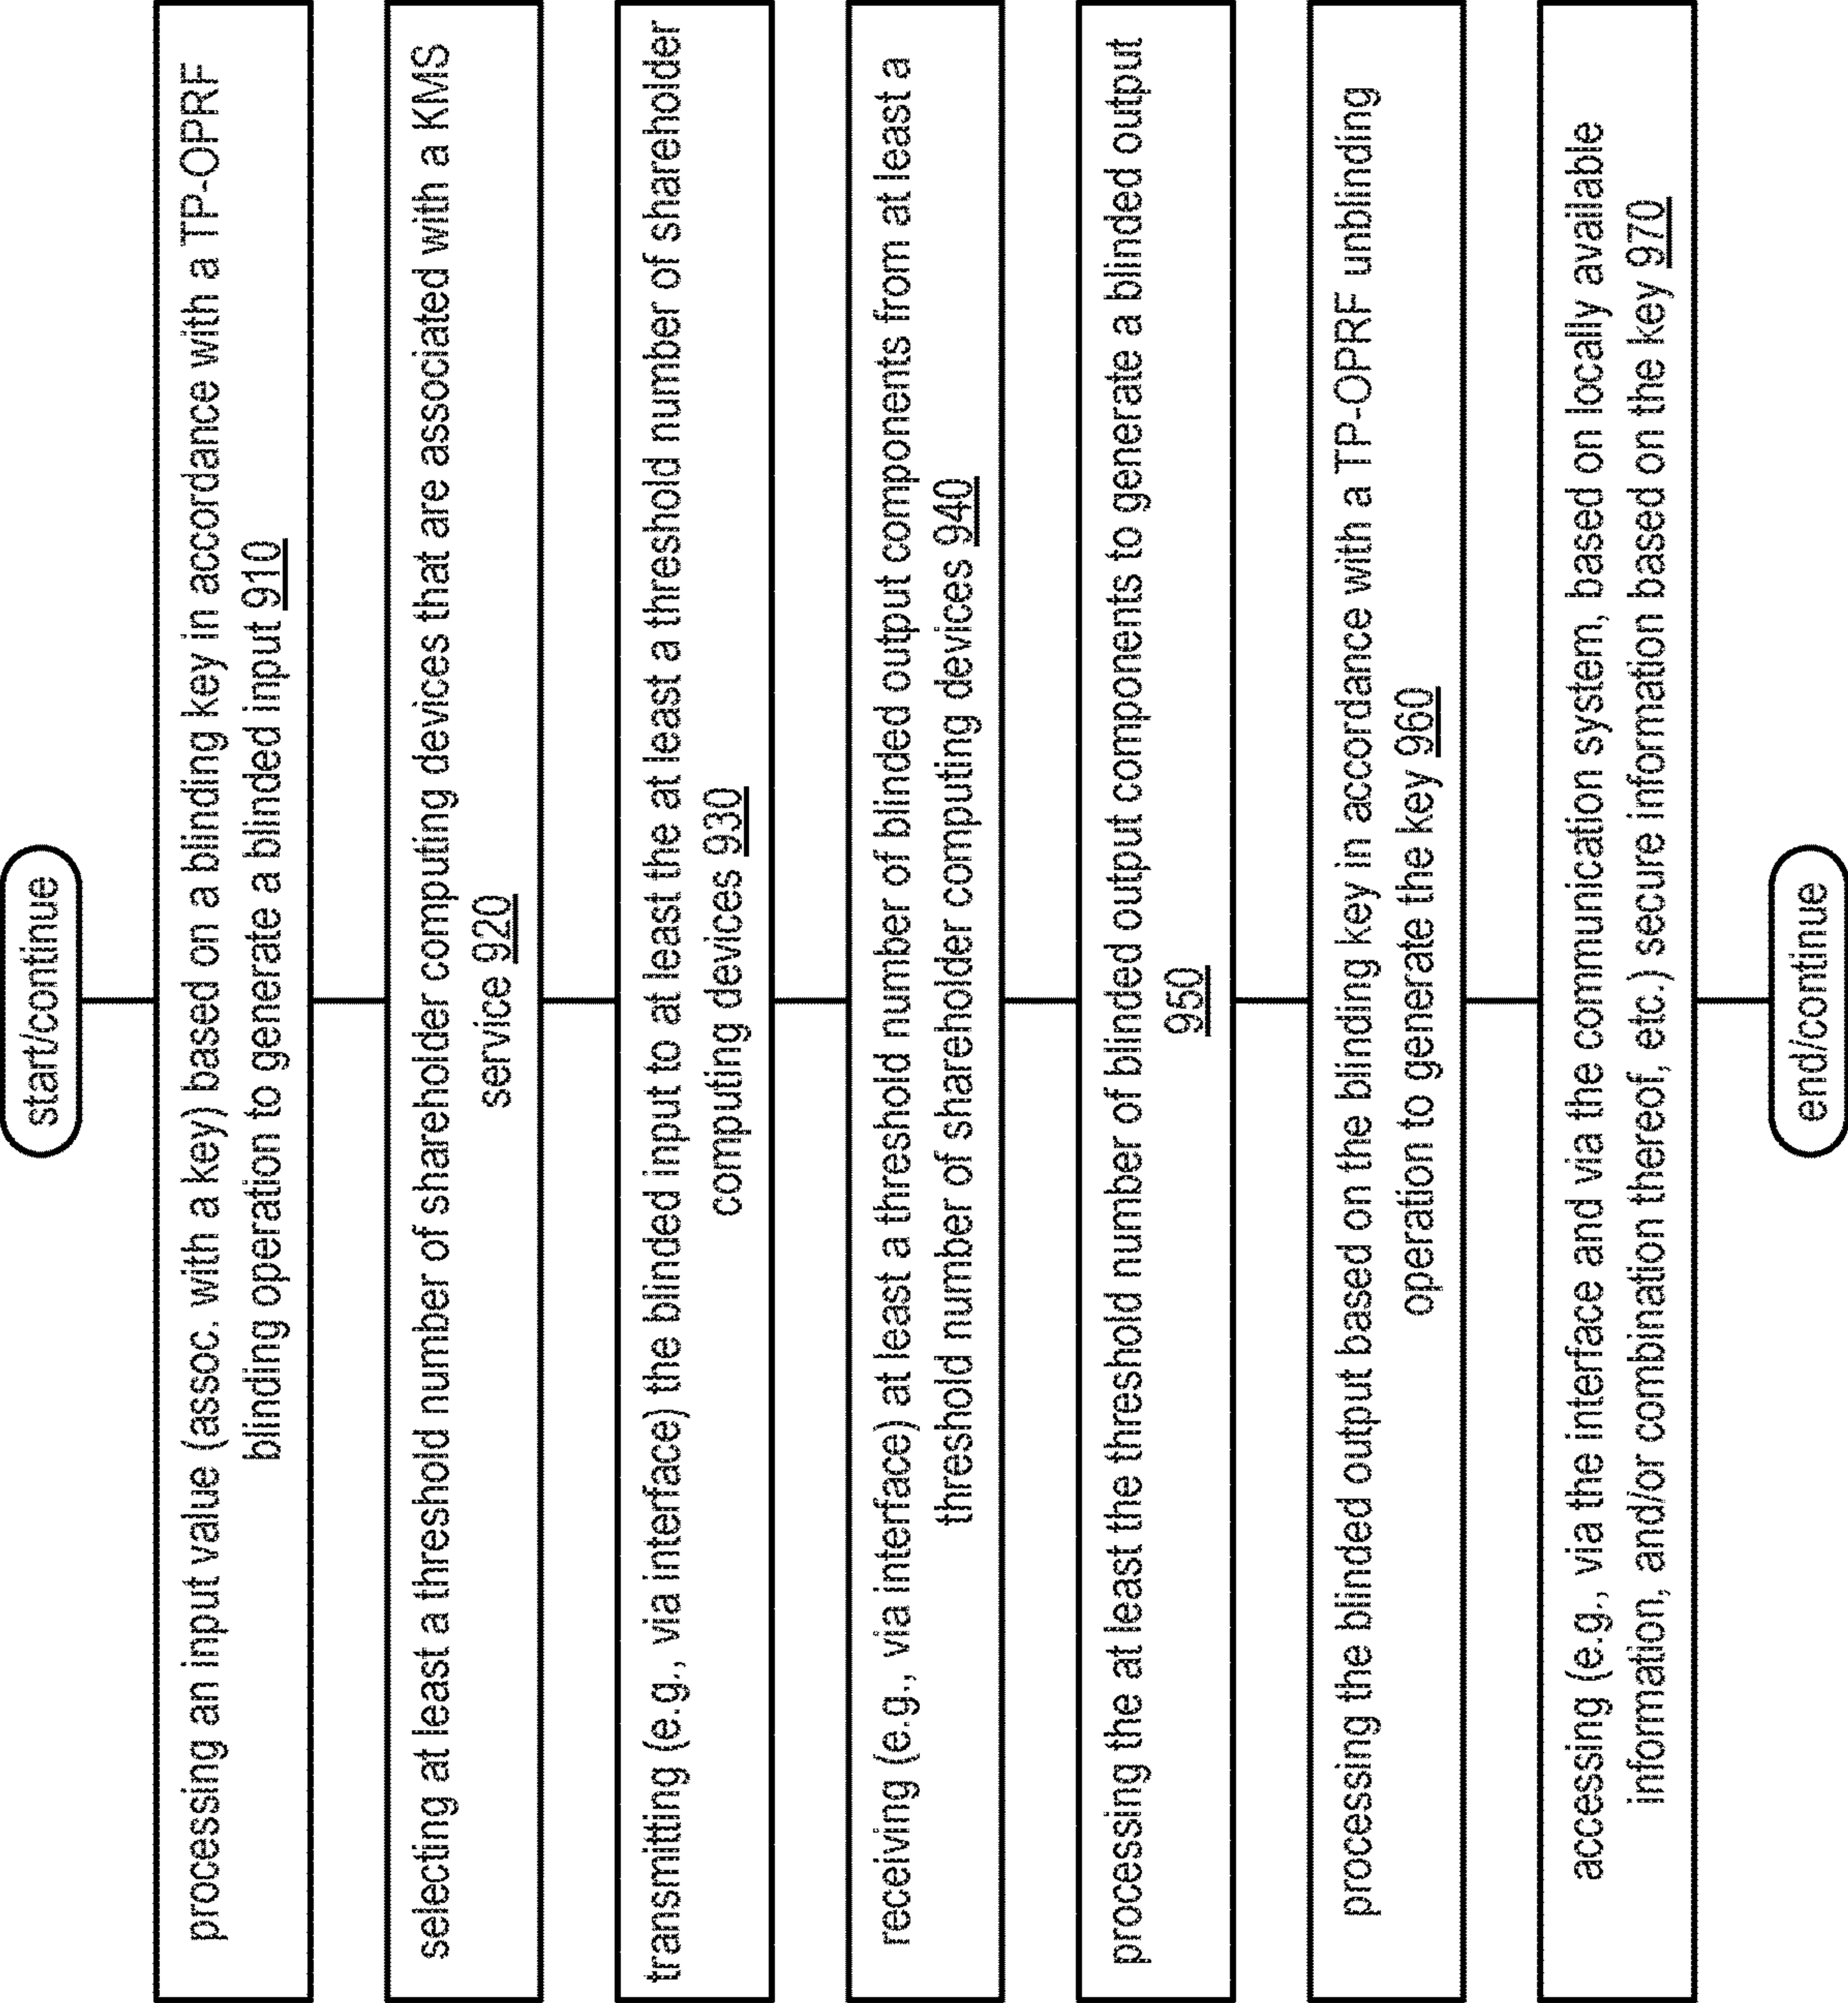 start/continue
processing an input value (assoc. with a key) based on a blinding key in accordance with a TP-OPRF
blinding operation to generate a blinded input 910
selecting at least a threshold number of shareholder computing devices that are associated with a KMS
service 920
transmitting (e.g., via interface) the blinded input to at least the at least a threshold number of shareholder
computing devices 930
receiving (e.g., via interface) at least a threshold number of blinded output components from at least a
threshold number of shareholder computing devices 940
processing the at least the threshold number of blinded output components to generate a blinded output
950
processing the blinded output based on the blinding key in accordance with a TP-OPRF unblinding
operation to generate the key 960
accessing (e.g., via the interface and via the communication system, based on locally available
information, and/or combination thereof, etc.) secure information based on the key 970
end/continue